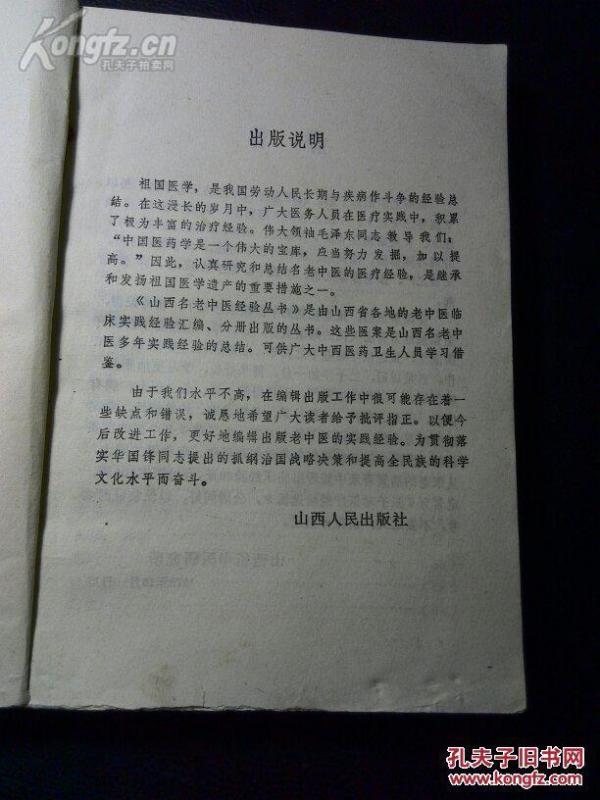 Kongfz.cn
孔夫子拍卖网
出版说明
祖国医学，是我国劳动人民长期与疾病作斗争的经验总
结。在这漫长的岁月中，广大医务人员在医疗实践中，积累
了极为丰富的治疗经验。伟大领袖毛泽东同志教导我们：
“中国医药学是一个伟大的宝库，应当努力发掘，加以提
高。”因此，认真研究和总结名老中医的医疗经验，是继承
和发扬祖国医学遗产的重要措施之一。
《山西名老中医经验丛书》是由山西省各地的老中医临
床实践经验汇编、分册出版的丛书。这些医案是山西名老中
医多年实践经验的总结。可供广大中西医药卫生人员学习借
鉴。
由于我们水平不高，在编辑出版工作中很可能存在着一
些缺点和错误，诚恳地希望广大读者给予批评指正。以便今
后改进工作，更好地编辑出版老中医的实践经验。为贯彻落
实华国锋同志提出的抓纲治国战略决策和提高全民族的科学
文化水平而奋斗。
山西人民出版社
孔夫子旧书网
www.kongfz.com